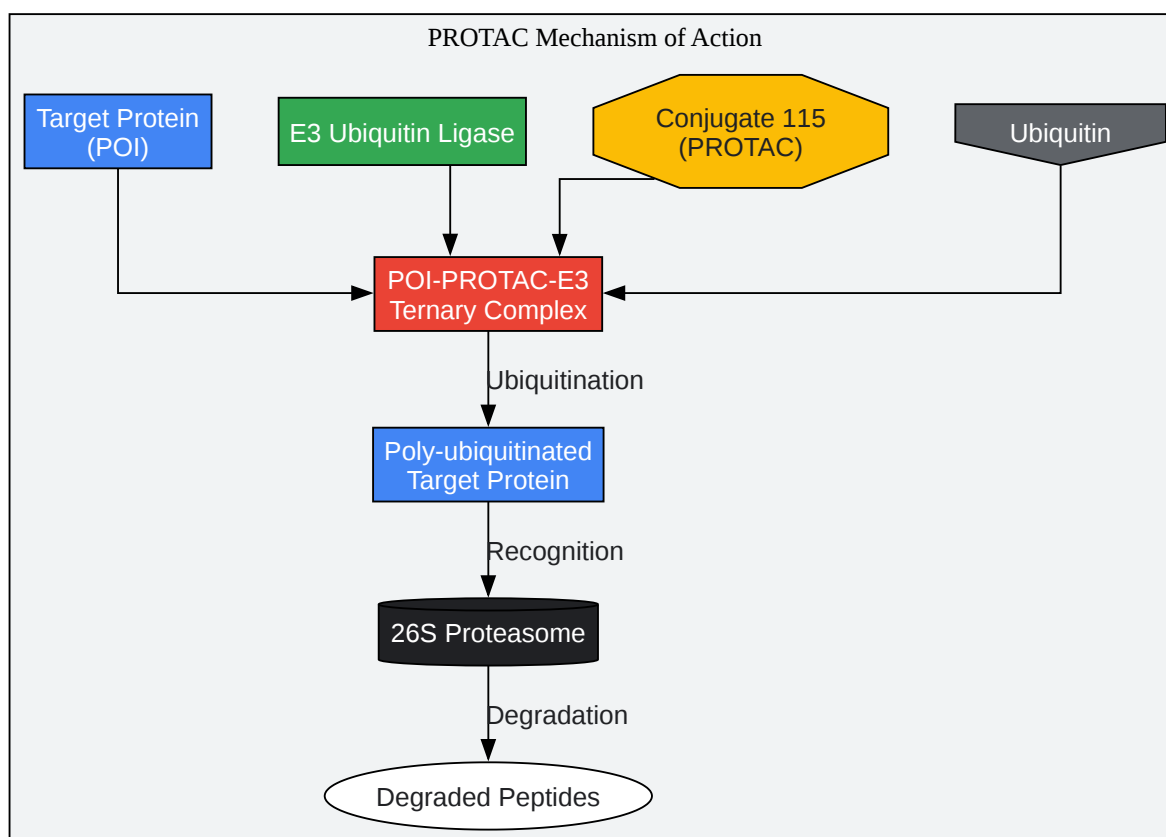 PROTAC Mechanism of Action
Target Protein
(POI)
E3 Ubiquitin Ligase
Conjugate 115
(PROTAC)
Ubiquitin
POI-PROTAC-E3
Ternary Complex
Ubiquitination
Poly-ubiquitinated
Target Protein
Recognition
26S Proteasome
Degradation
Degraded Peptides